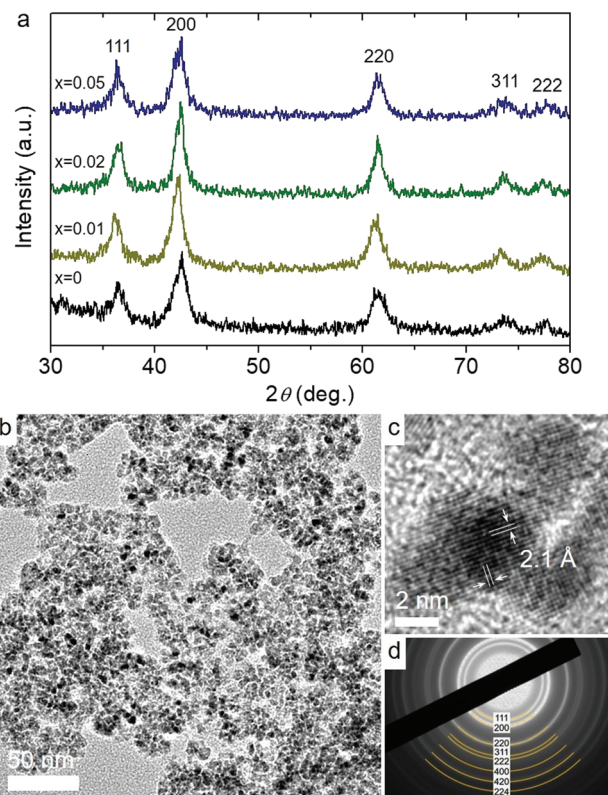 a
111
200
220
311
222
x=0.05
x=0.02
x=0.01
x=0
Intensity (a.u.)
30
40
50
60
70
80
2θ (deg.)
b
50 nm
c
2.1 Å
2 nm
d
111
200
220
311
222
400
420
224